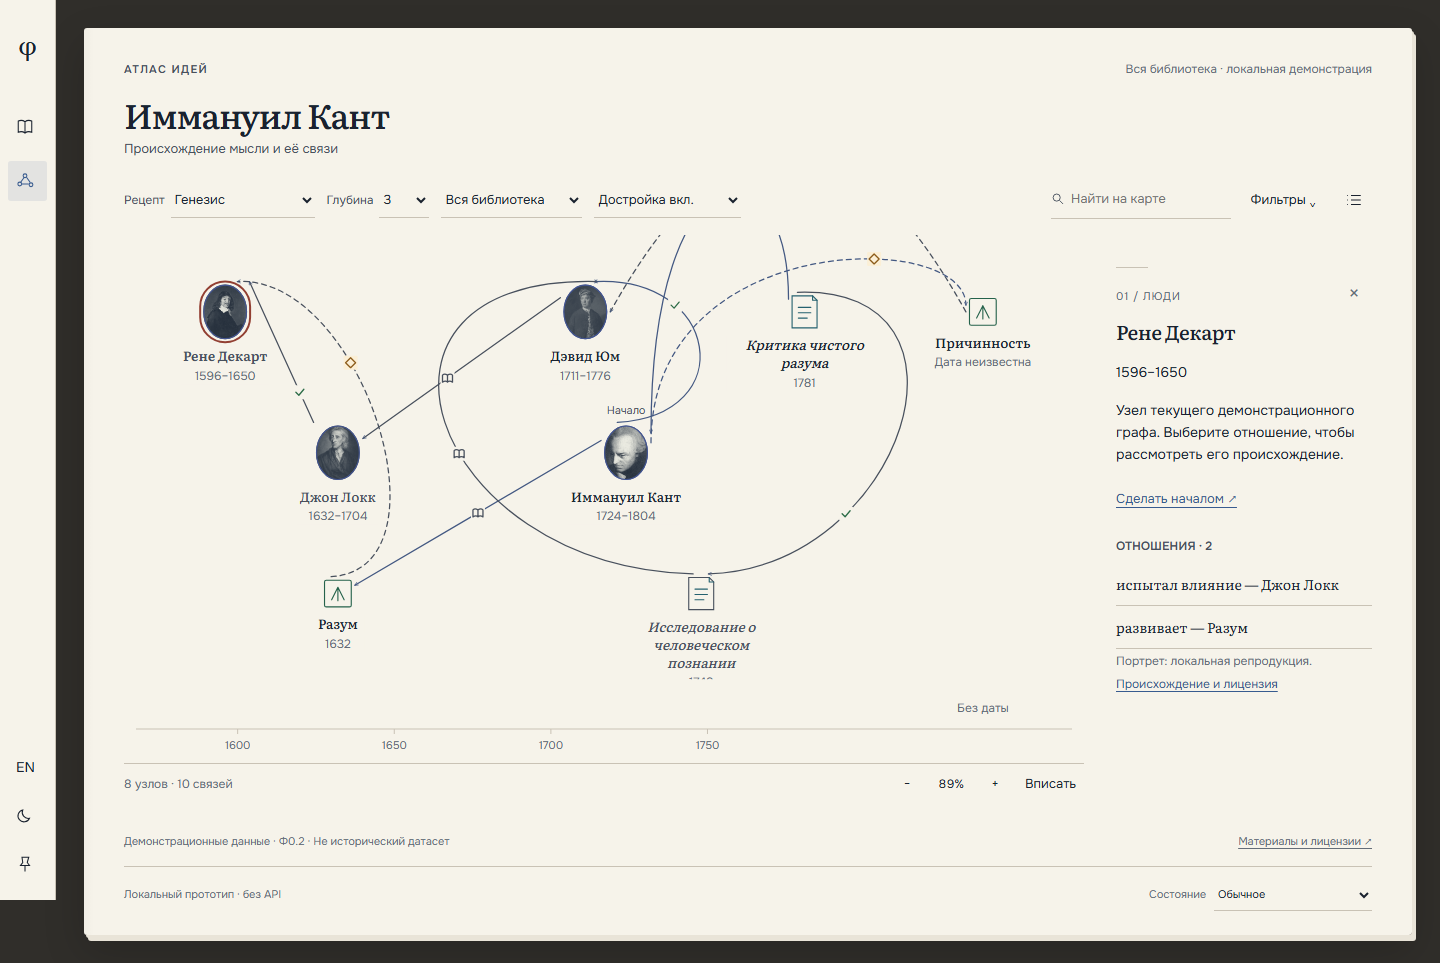 φ
АТЛАС ИДЕЙ
Вся библиотека · локальная демонстрация
Иммануил Кант
Происхождение мысли и её связи
Рецепт Генезис Глубина 3 Вся библиотека Достройка вкл. Найти на карте Фильтры
Рене Декарт
1596–1650
Дэвид Юм
1711–1776
Критика чистого
разума
1781
Причинность
Дата неизвестна
Начало
Джон Локк
1632–1704
Иммануил Кант
1724–1804
Разум
1632
Исследование о
человеческом
познании
Без даты
1600 1650 1700 1750
8 узлов · 10 связей
− 89% + Вписать
01 / ЛЮДИ
×
Рене Декарт
1596–1650
Узел текущего демонстрационного
графа. Выберите отношение, чтобы
рассмотреть его происхождение.
Сделать началом ↗
ОТНОШЕНИЯ · 2
испытал влияние — Джон Локк
развивает — Разум
Портрет: локальная репродукция.
Происхождение и лицензия
EN
Демонстрационные данные · Ф0.2 · Не исторический датасет
Материалы и лицензии ↗
Локальный прототип · без API
Состояние Обычное